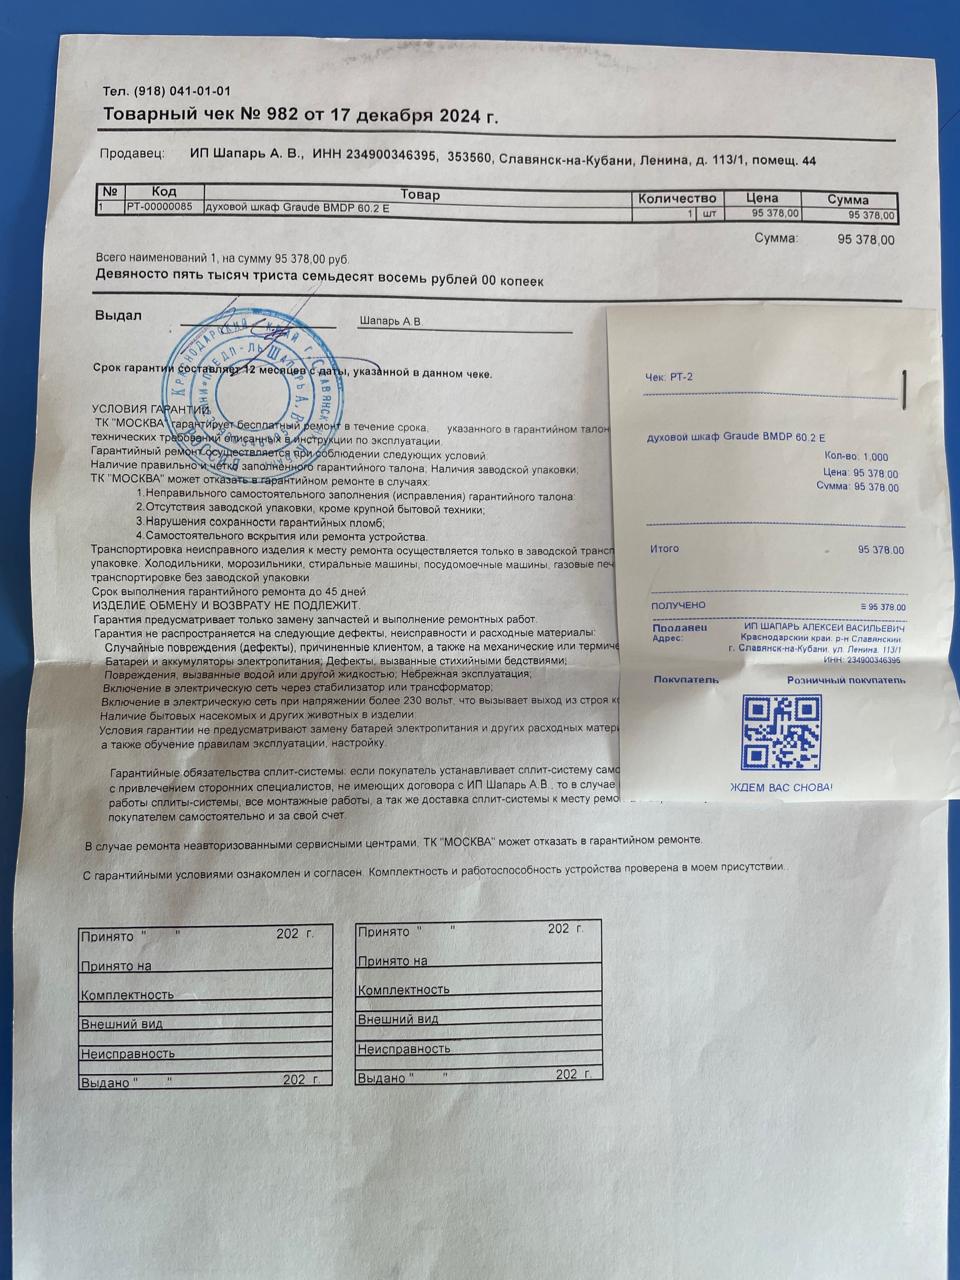 Тел. (918) 041-01-01
Товарный чек № 982 от 17 декабря 2024 г.
Продавец: ИП Шапарь А. В., ИНН 234900346395, 353560, Славянск-на-Кубани, Ленина, д. 113/1, помещ. 44
№ Код Товар Количество Цена Сумма
1 РТ-00000085 духовой шкаф Graude BMDP 60.2 E 1 шт 95 378,00 95 378,00
Сумма: 95 378,00
Всего наименований 1, на сумму 95 378,00 руб.
Девяносто пять тысяч триста семьдесят восемь рублей 00 копеек
Выдал Шапарь А.В.
Срок гарантии составляет 12 месяцев с даты, указанной в данном чеке.
УСЛОВИЯ ГАРАНТИИ
ТК "МОСКВА" гарантирует бесплатный ремонт в течение срока, указанного в гарантийном талон
технических требований описанных в инструкции по эксплуатации.
Гарантийный ремонт осуществляется при соблюдении следующих условий:
Наличие правильно и четко заполненного гарантийного талона; Наличия заводской упаковки;
ТК "МОСКВА" может отказать в гарантийном ремонте в случаях:
1.Неправильного самостоятельного заполнения (исправления) гарантийного талона:
2.Отсутствия заводской упаковки, кроме крупной бытовой техники;
3.Нарушения сохранности гарантийных пломб;
4.Самостоятельного вскрытия или ремонта устройства.
Транспортировка неисправного изделия к месту ремонта осуществляется только в заводской трансп
упаковке. Холодильники, морозильники, стиральные машины, посудомоечные машины, газовые печ
транспортировке без заводской упаковки
Срок выполнения гарантийного ремонта до 45 дней
ИЗДЕЛИЕ ОБМЕНУ И ВОЗВРАТУ НЕ ПОДЛЕЖИТ.
Гарантия предусматривает только замену запчастей и выполнение ремонтных работ.
Гарантия не распространяется на следующие дефекты, неисправности и расходные материалы:
Случайные повреждения (дефекты), причиненные клиентом, а также на механические или термиче
Батареи и аккумуляторы электропитания; Дефекты, вызванные стихийными бедствиями;
Повреждения, вызванные водой или другой жидкостью; Небрежная эксплуатация;
Включение в электрическую сеть через стабилизатор или трансформатор;
Включение в электрическую сеть при напряжении более 230 вольт, что вызывает выход из строя к
Наличие бытовых насекомых и других животных в изделии
Условия гарантии не предусматривают замену батарей электропитания и других расходных матери
а также обучение правилам эксплуатации, настройку.
Гарантийные обязательства сплит-системы: если покупатель устанавливает сплит-систему само
с привлечением сторонних специалистов, не имеющих договора с ИП Шапарь А.В., то в случае
работы сплиты-системы, все монтажные работы, а так же доставка сплит-системы к месту ремо
покупателем самостоятельно и за свой счет.
В случае ремонта неавторизованными сервисными центрами, ТК "МОСКВА" может отказать в гарантийном ремонте.
С гарантийными условиями ознакомлен и согласен. Комплектность и работоспособность устройства проверена в моем присутствии..
Принято " " 202 г.
Принято на
Комплектность
Внешний вид
Неисправность
Выдано " " 202 г.
Принято " " 202 г.
Принято на
Комплектность
Внешний вид
Неисправность
Выдано " " 202 г.
Чек: РТ-2
духовой шкаф Graude BMDP 60.2 E
Кол-во: 1,000
Цена: 95 378.00
Сумма: 95 378.00
Итого 95 378.00
ПОЛУЧЕНО = 95 378.00
Продавец ИП ШАПАРЬ АЛЕКСЕЙ ВАСИЛЬЕВИЧ
Адрес: Краснодарский край, р-н Славянский,
г. Славянск-на-Кубани, ул. Ленина, 113/1
ИНН: 234900346395
Покупатель Розничный покупатель
ЖДЕМ ВАС СНОВА!